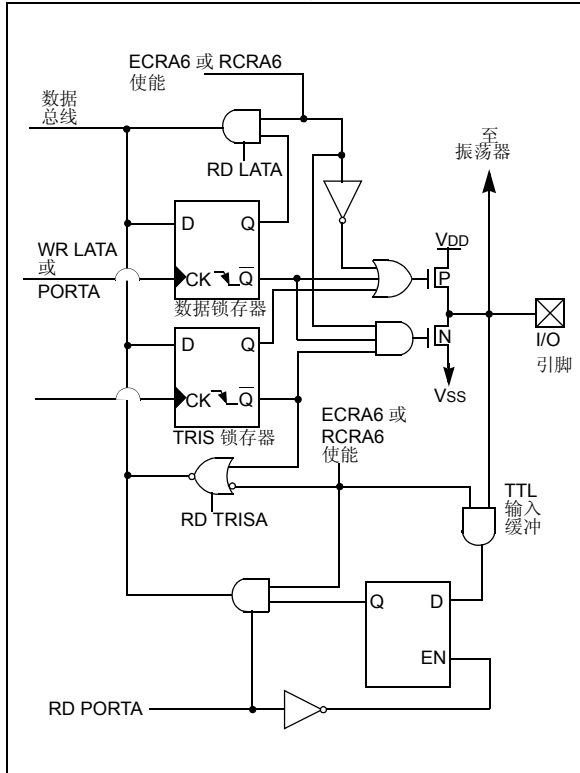 ECRA6 或 RCRA6
使能
数据
总线
RD LATA
至
振荡器
D
Q
VDD
WR LATA
或
PORTA
CK
Q
P
数据锁存器
D
Q
N
I/O
引脚
VSS
CK
Q
TRIS 锁存器
ECRA6 或
RCRA6
使能
RD TRISA
TTL
输入
缓冲
Q
D
EN
RD PORTA